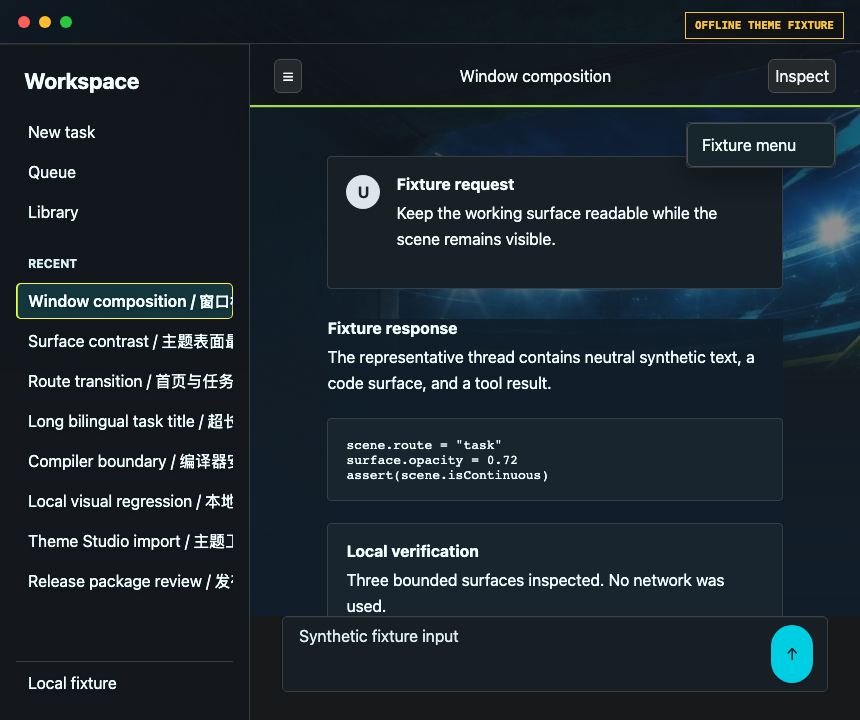 OFFLINE THEME FIXTURE
Workspace
New task
Queue
Library
RECENT
Window composition / 窗口
Surface contrast / 主题表面
Route transition / 首页与任务
Long bilingual task title / 超长
Compiler boundary / 编译器
Local visual regression / 本地
Theme Studio import / 主题
Release package review / 发布
Local fixture
Window composition
Inspect
Fixture menu
U
Fixture request
Keep the working surface readable while the
scene remains visible.
Fixture response
The representative thread contains neutral synthetic text, a
code surface, and a tool result.
scene.route = "task"
surface.opacity = 0.72
assert(scene.isContinuous)
Local verification
Three bounded surfaces inspected. No network was
used.
Synthetic fixture input